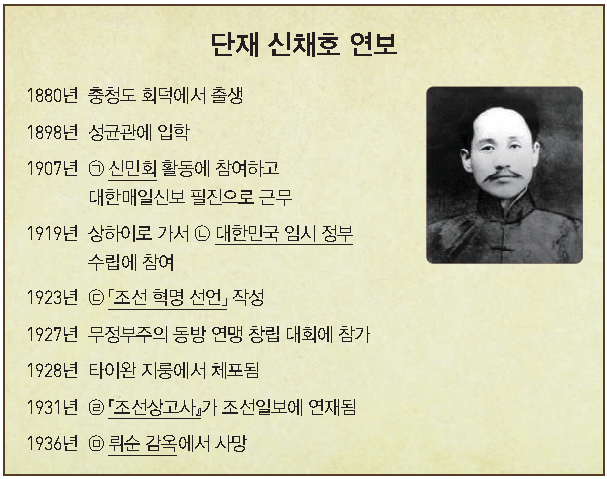 단재 신채호 연보
1880년 충청도 회덕에서 출생
1898년 성균관에 입학
1907년 ㉠ 신민회 활동에 참여하고
대한매일신보 필진으로 근무
1919년 상하이로 가서 ㉡ 대한민국 임시 정부
수립에 참여
1923년 ㉢ 「조선 혁명 선언」 작성
1927년 무정부주의 동방 연맹 창립 대회에 참가
1928년 타이완 지룽에서 체포됨
1931년 ㉣ 『조선상고사』가 조선일보에 연재됨
1936년 ㉤ 뤼순 감옥에서 사망